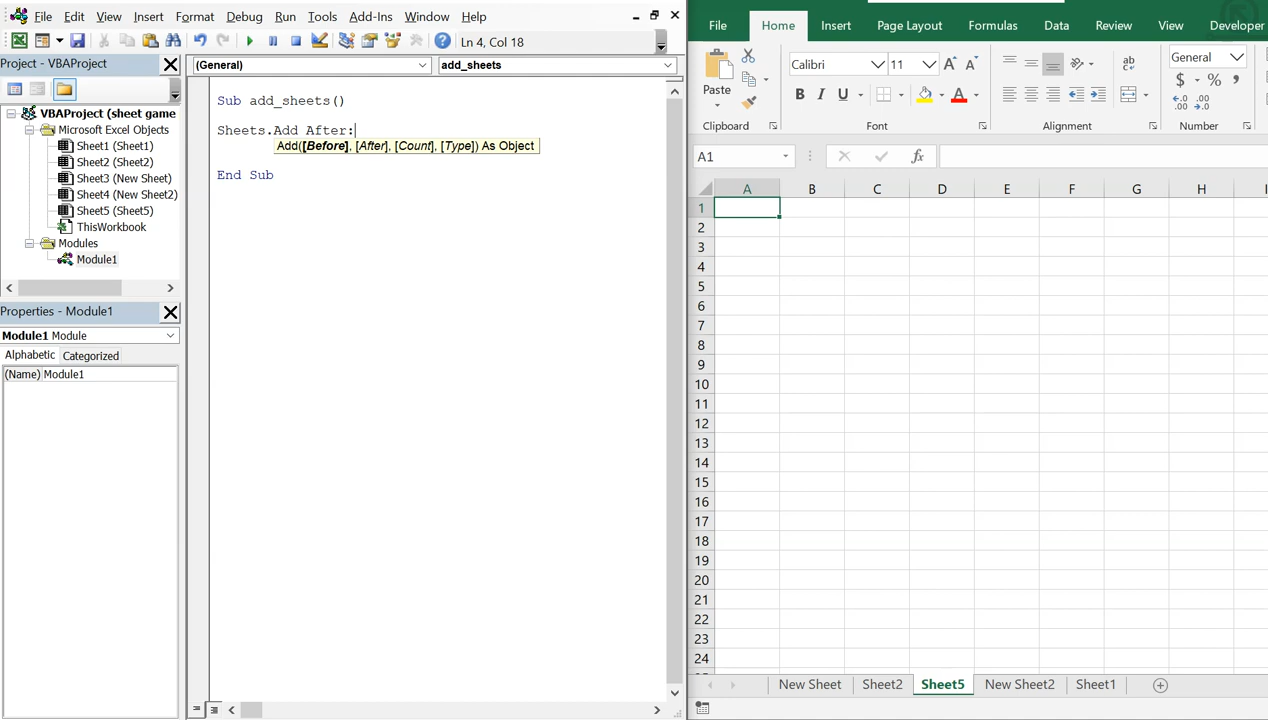 File Edit View Insert Format Debug Run Tools Add-Ins Window Help
Ln 4, Col 18
Project - VBAProject
(General)
add_sheets
VBAProject (sheet game
Microsoft Excel Objects
Sheet1 (Sheet1)
Sheet2 (Sheet2)
Sheet3 (New Sheet)
Sheet4 (New Sheet2)
Sheet5 (Sheet5)
ThisWorkbook
Modules
Module1
Properties - Module1
Module1 Module
Alphabetic Categorized
(Name) Module1
Sub add_sheets()
Sheets.Add After:
Add([Before], [After], [Count], [Type]) As Object
End Sub
File Home Insert Page Layout Formulas Data Review View Developer
Paste
Calibri 11
General
B I U A
ab
$ % ,
Font
Alignment
Number
A1
fx
A B C D E F G H I
1
2
3
4
5
6
7
8
9
10
11
12
13
14
15
16
17
18
19
20
21
22
23
24
New Sheet Sheet2 Sheet5 New Sheet2 Sheet1